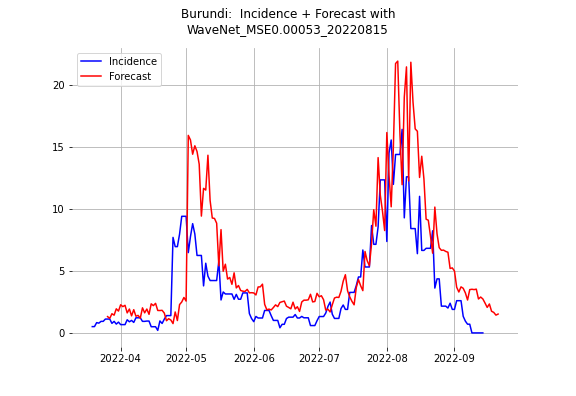 Burundi:  Incidence + Forecast with
WaveNet_MSE0.00053_20220815
Incidence
Forecast
20
15
10
5
0
2022-04
2022-05
2022-06
2022-07
2022-08
2022-09